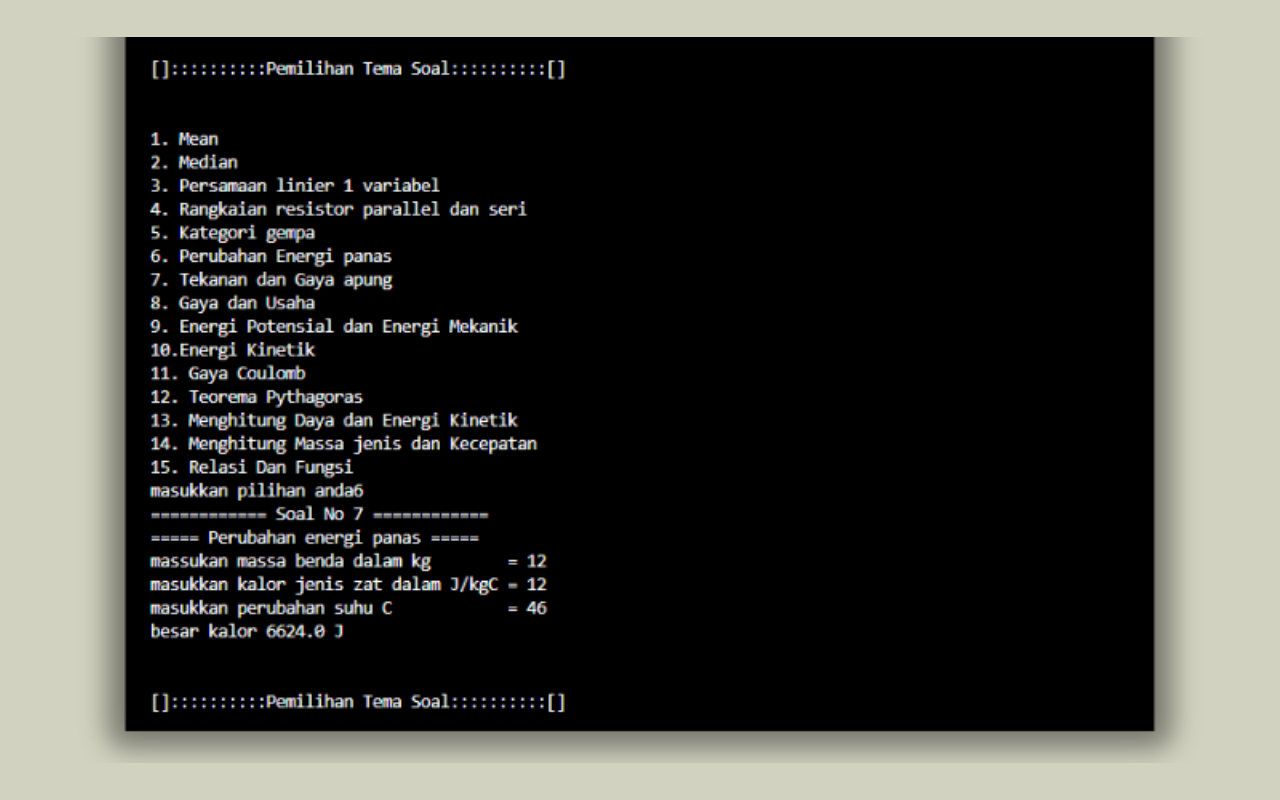 []::::::::::Pemilihan Tema Soal::::::::::[]
1. Mean
2. Median
3. Persamaan linier 1 variabel
4. Rangkaian resistor parallel dan seri
5. Kategori gempa
6. Perubahan Energi panas
7. Tekanan dan Gaya apung
8. Gaya dan Usaha
9. Energi Potensial dan Energi Mekanik
10.Energi Kinetik
11. Gaya Coulomb
12. Teorema Pythagoras
13. Menghitung Daya dan Energi Kinetik
14. Menghitung Massa jenis dan Kecepatan
15. Relasi Dan Fungsi
masukkan pilihan anda6
============ Soal No 7 ============
===== Perubahan energi panas =====
massukan massa benda dalam kg        = 12
masukkan kalor jenis zat dalam J/kgC = 12
masukkan perubahan suhu C            = 46
besar kalor 6624.0 J
[]::::::::::Pemilihan Tema Soal::::::::::[]